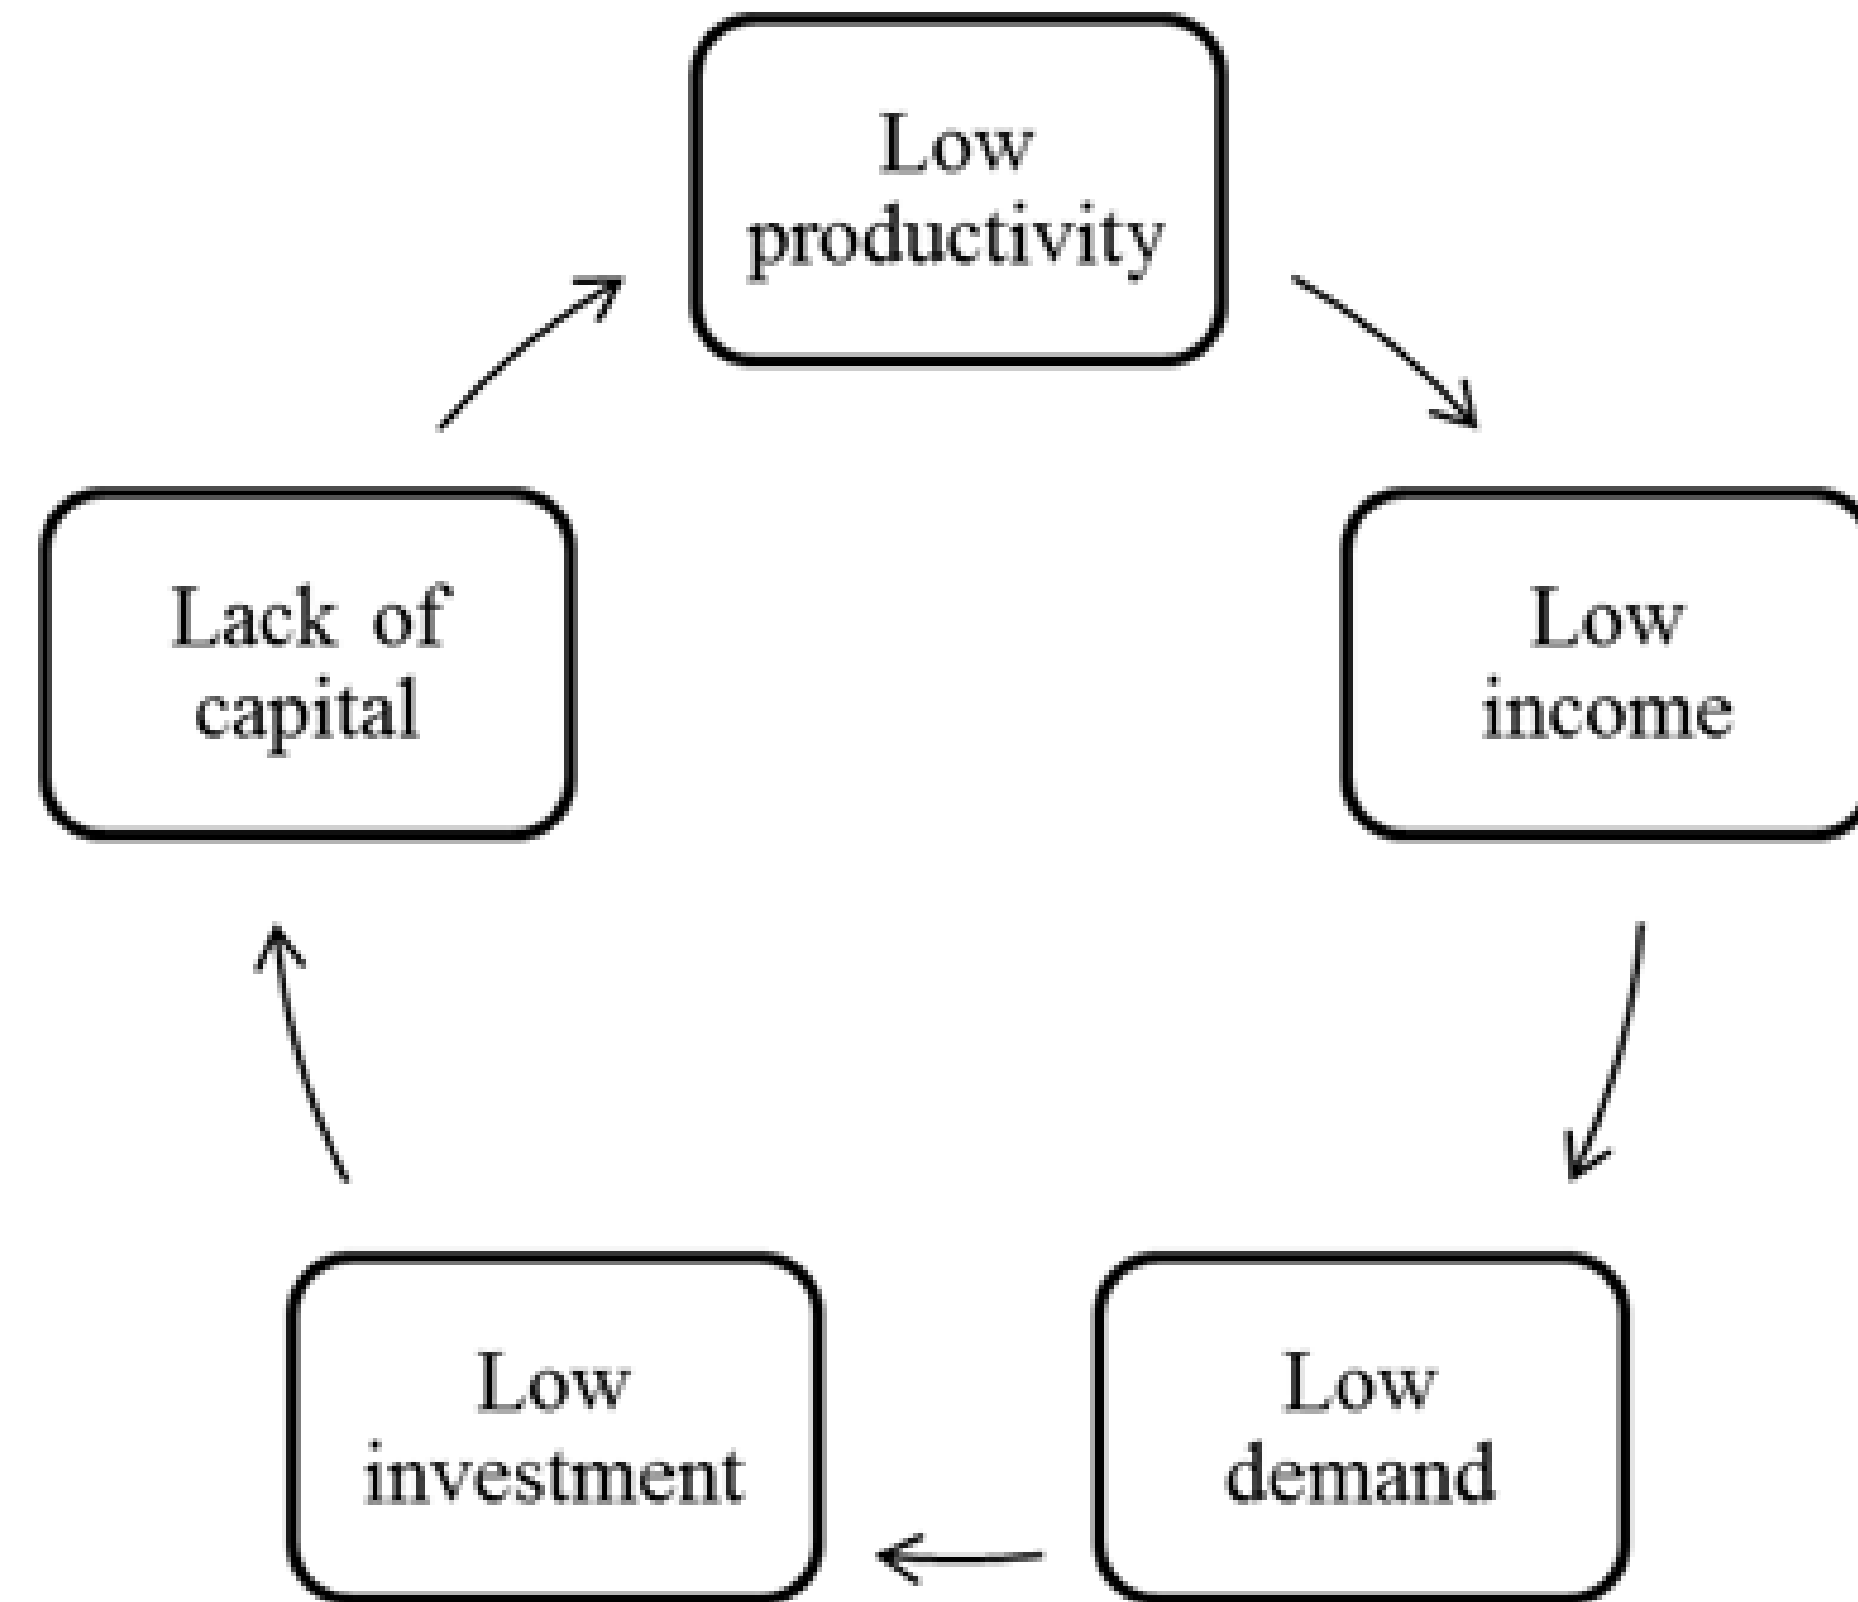 Low
productivity
Low
income
Low
demand
Low
investment
Lack of
capital